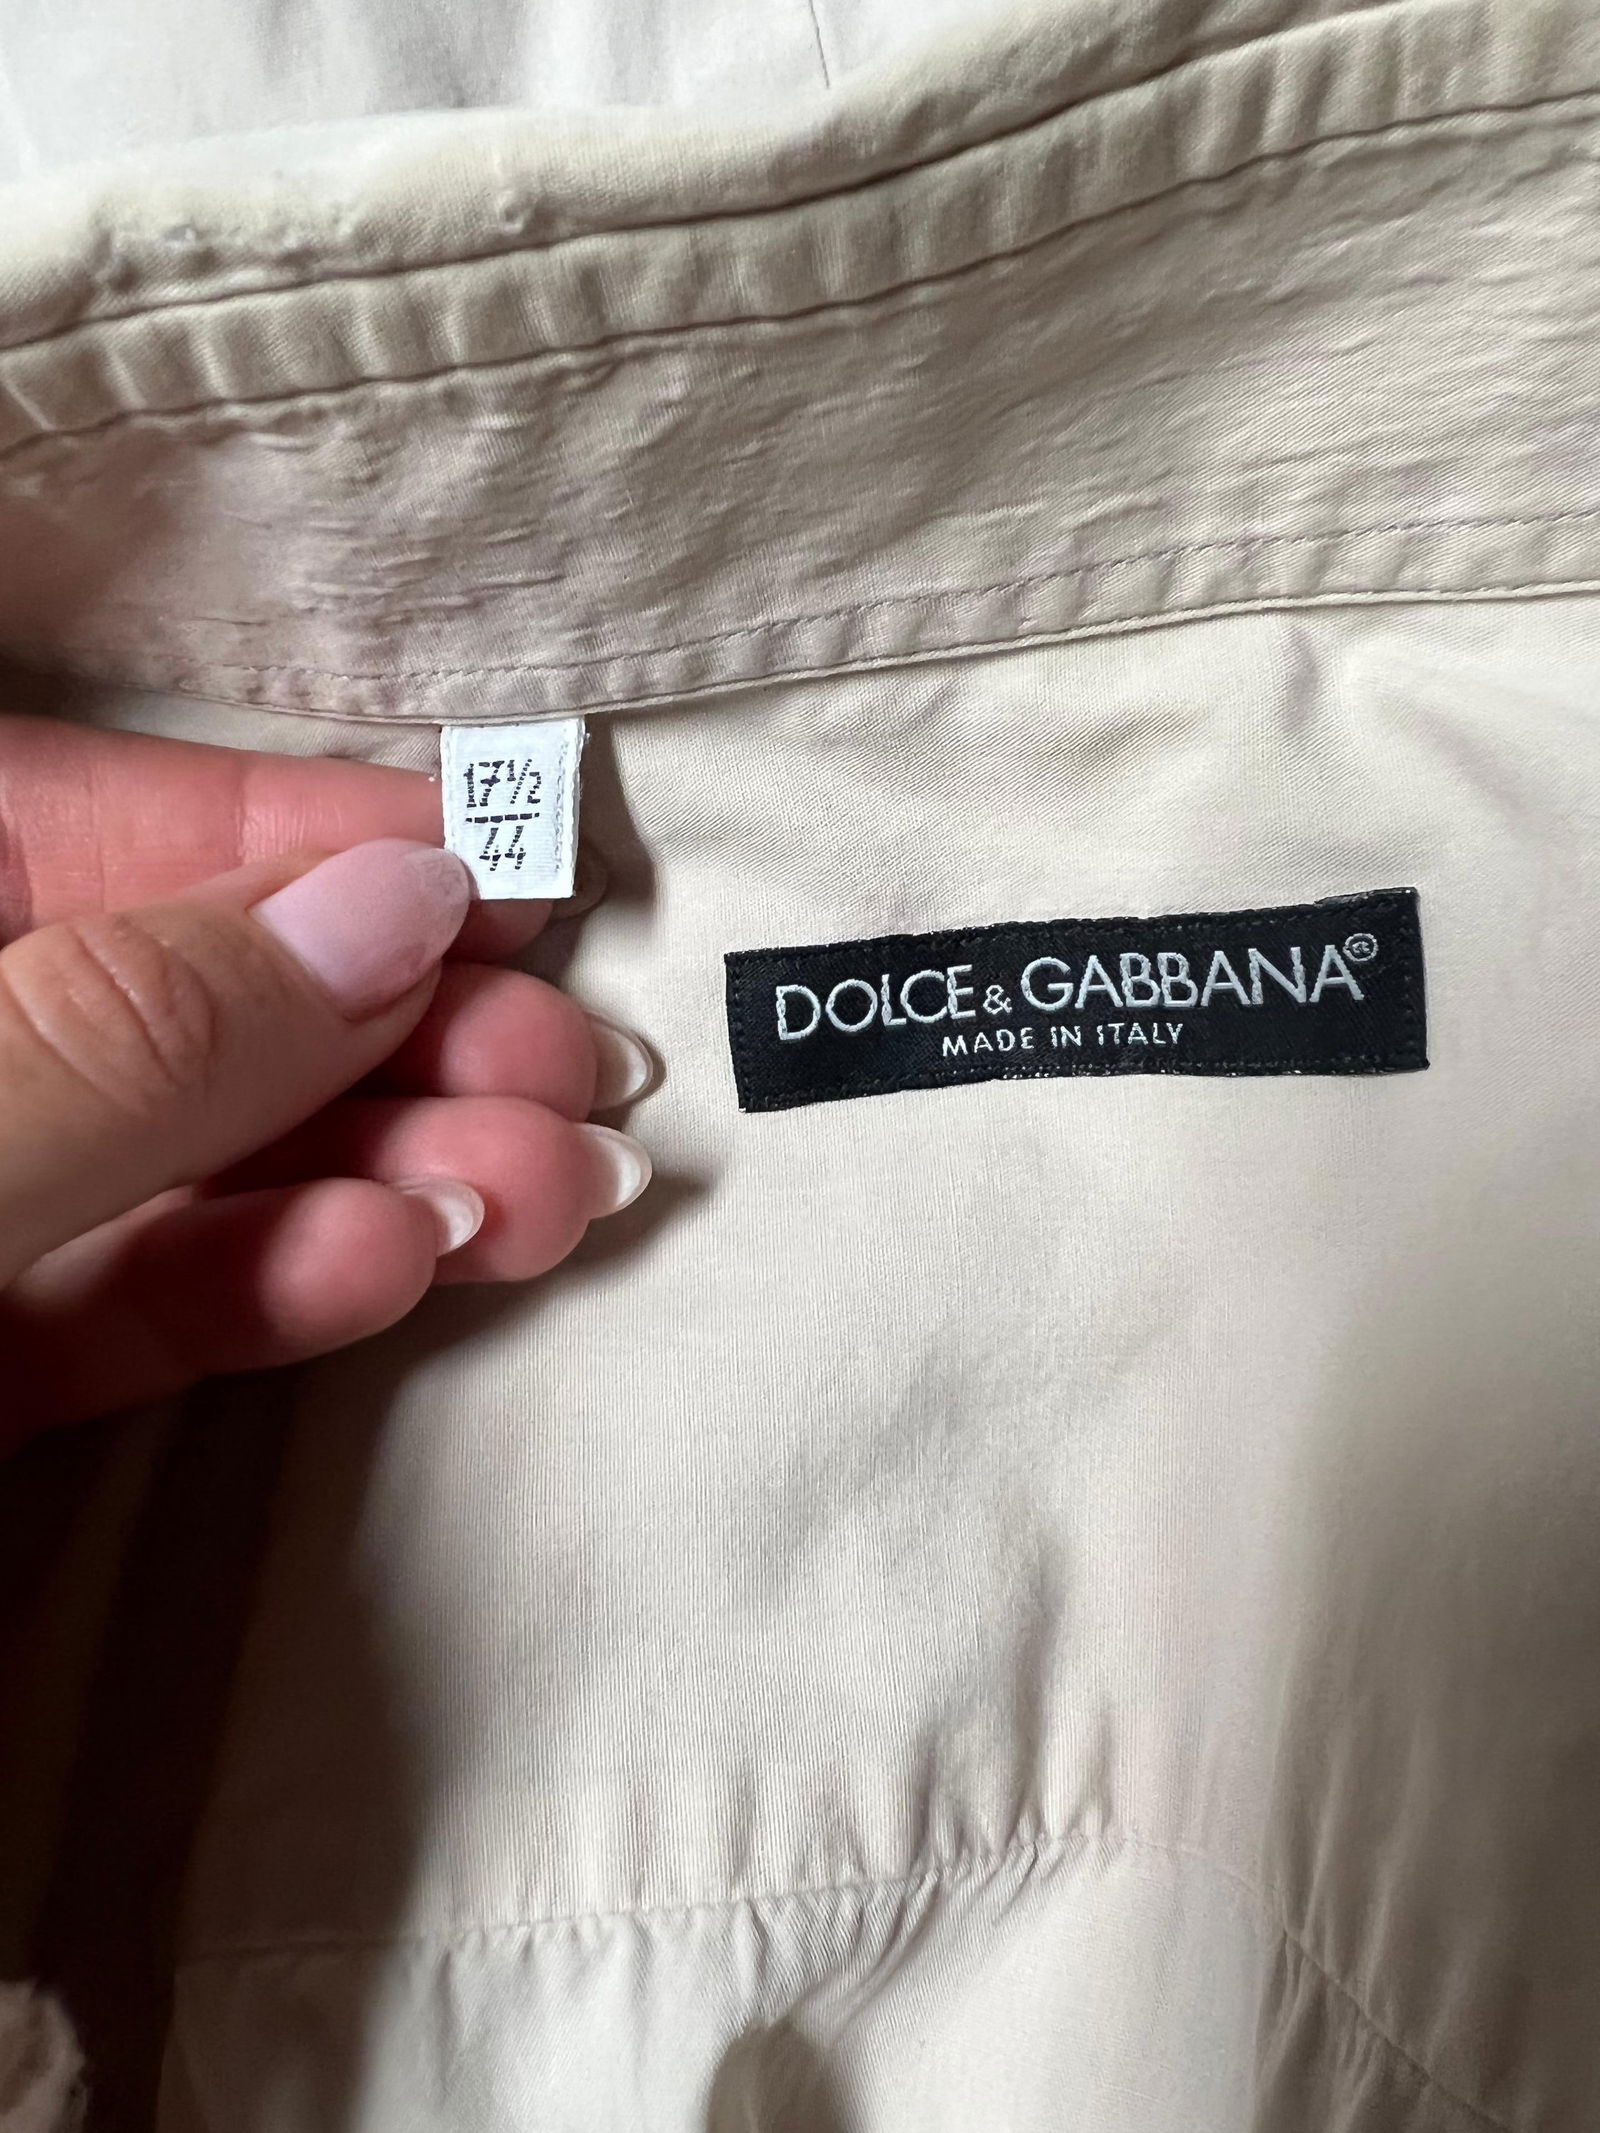 17½
44
DOLCE & GABBANA®
MADE IN ITALY